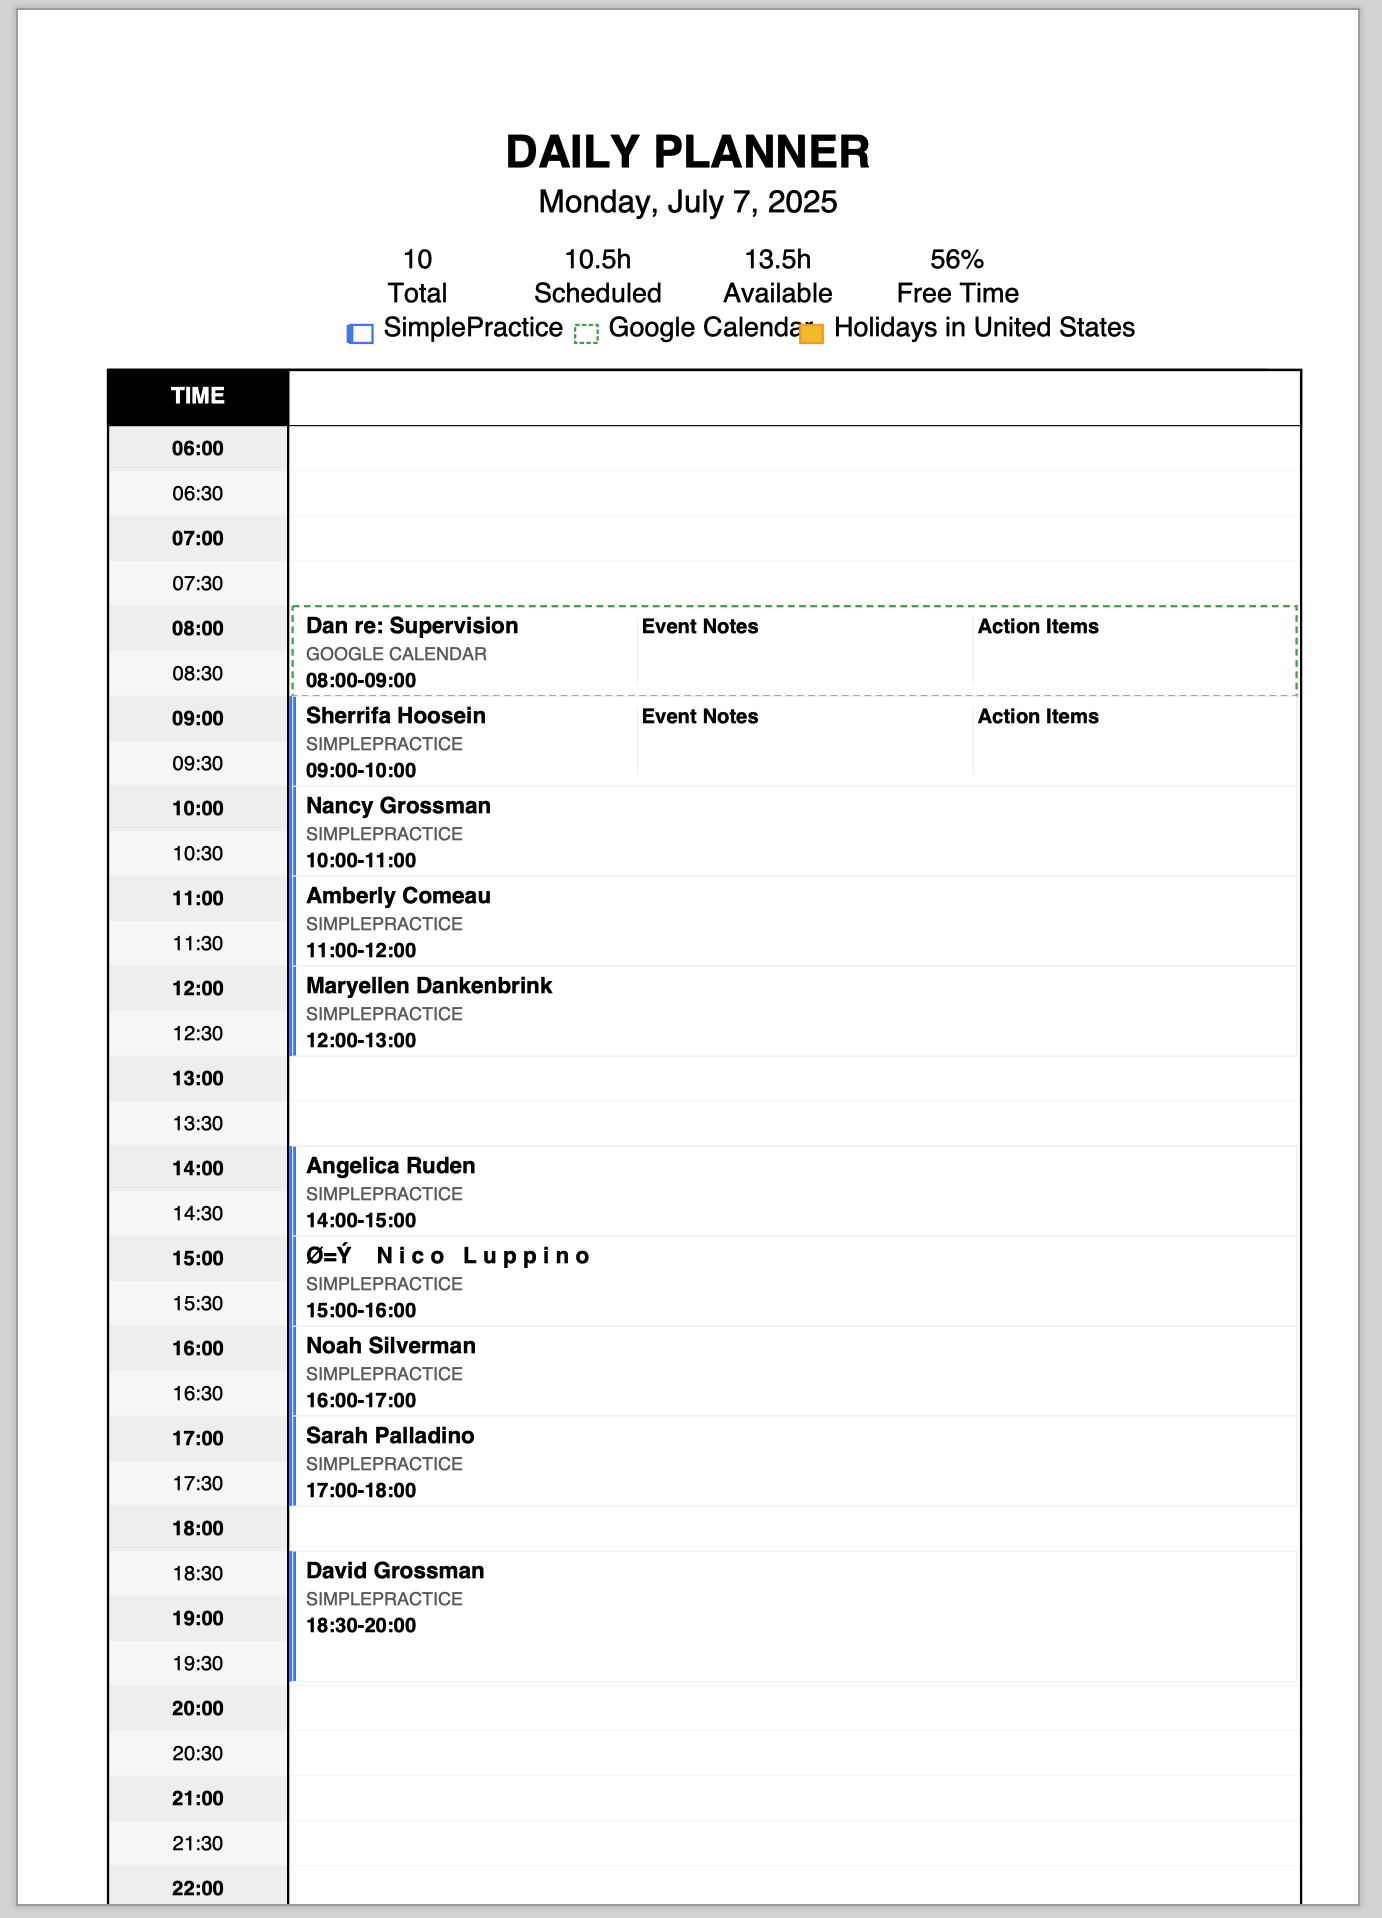 DAILY PLANNER
Monday, July 7, 2025
10 10.5h 13.5h 56%
Total Scheduled Available Free Time
SimplePractice Google Calendar Holidays in United States
TIME
06:00
06:30
07:00
07:30
08:00 Dan re: Supervision Event Notes Action Items
GOOGLE CALENDAR
08:30 08:00-09:00
09:00 Sherrifa Hoosein Event Notes Action Items
SIMPLEPRACTICE
09:30 09:00-10:00
10:00 Nancy Grossman
SIMPLEPRACTICE
10:30 10:00-11:00
11:00 Amberly Comeau
SIMPLEPRACTICE
11:30 11:00-12:00
12:00 Maryellen Dankenbrink
SIMPLEPRACTICE
12:30 12:00-13:00
13:00
13:30
14:00 Angelica Ruden
SIMPLEPRACTICE
14:30 14:00-15:00
15:00 Ø=Ý Nico Luppino
SIMPLEPRACTICE
15:30 15:00-16:00
16:00 Noah Silverman
SIMPLEPRACTICE
16:30 16:00-17:00
17:00 Sarah Palladino
SIMPLEPRACTICE
17:30 17:00-18:00
18:00
18:30 David Grossman
SIMPLEPRACTICE
19:00 18:30-20:00
19:30
20:00
20:30
21:00
21:30
22:00